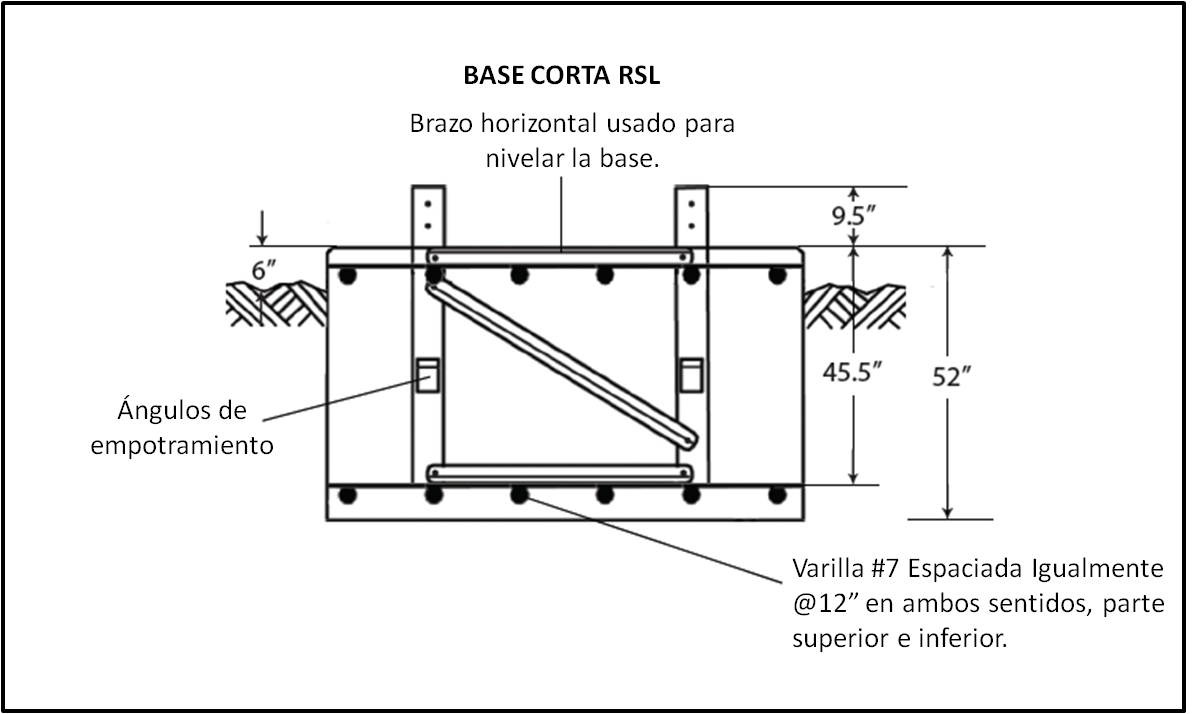 BASE CORTA RSL
Brazo horizontal usado para
nivelar la base.
9.5”
6”
45.5”
52”
Ángulos de
empotramiento
Varilla #7 Espaciada Igualmente
@12” en ambos sentidos, parte
superior e inferior.